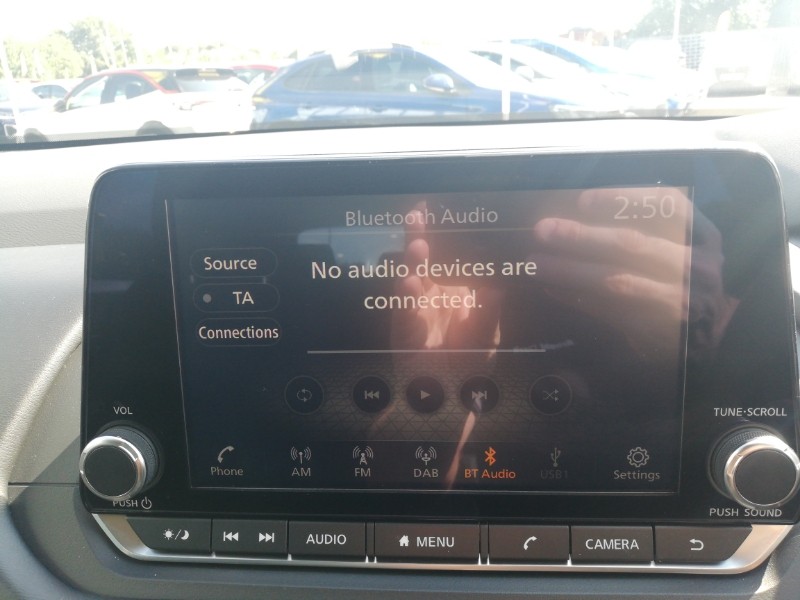 Bluetooth Audio
2:50
Source
TA
Connections
No audio devices are
connected.
VOL
TUNE·SCROLL
Phone
AM
FM
DAB
BT Audio
USB1
Settings
PUSH
PUSH SOUND
AUDIO
MENU
CAMERA